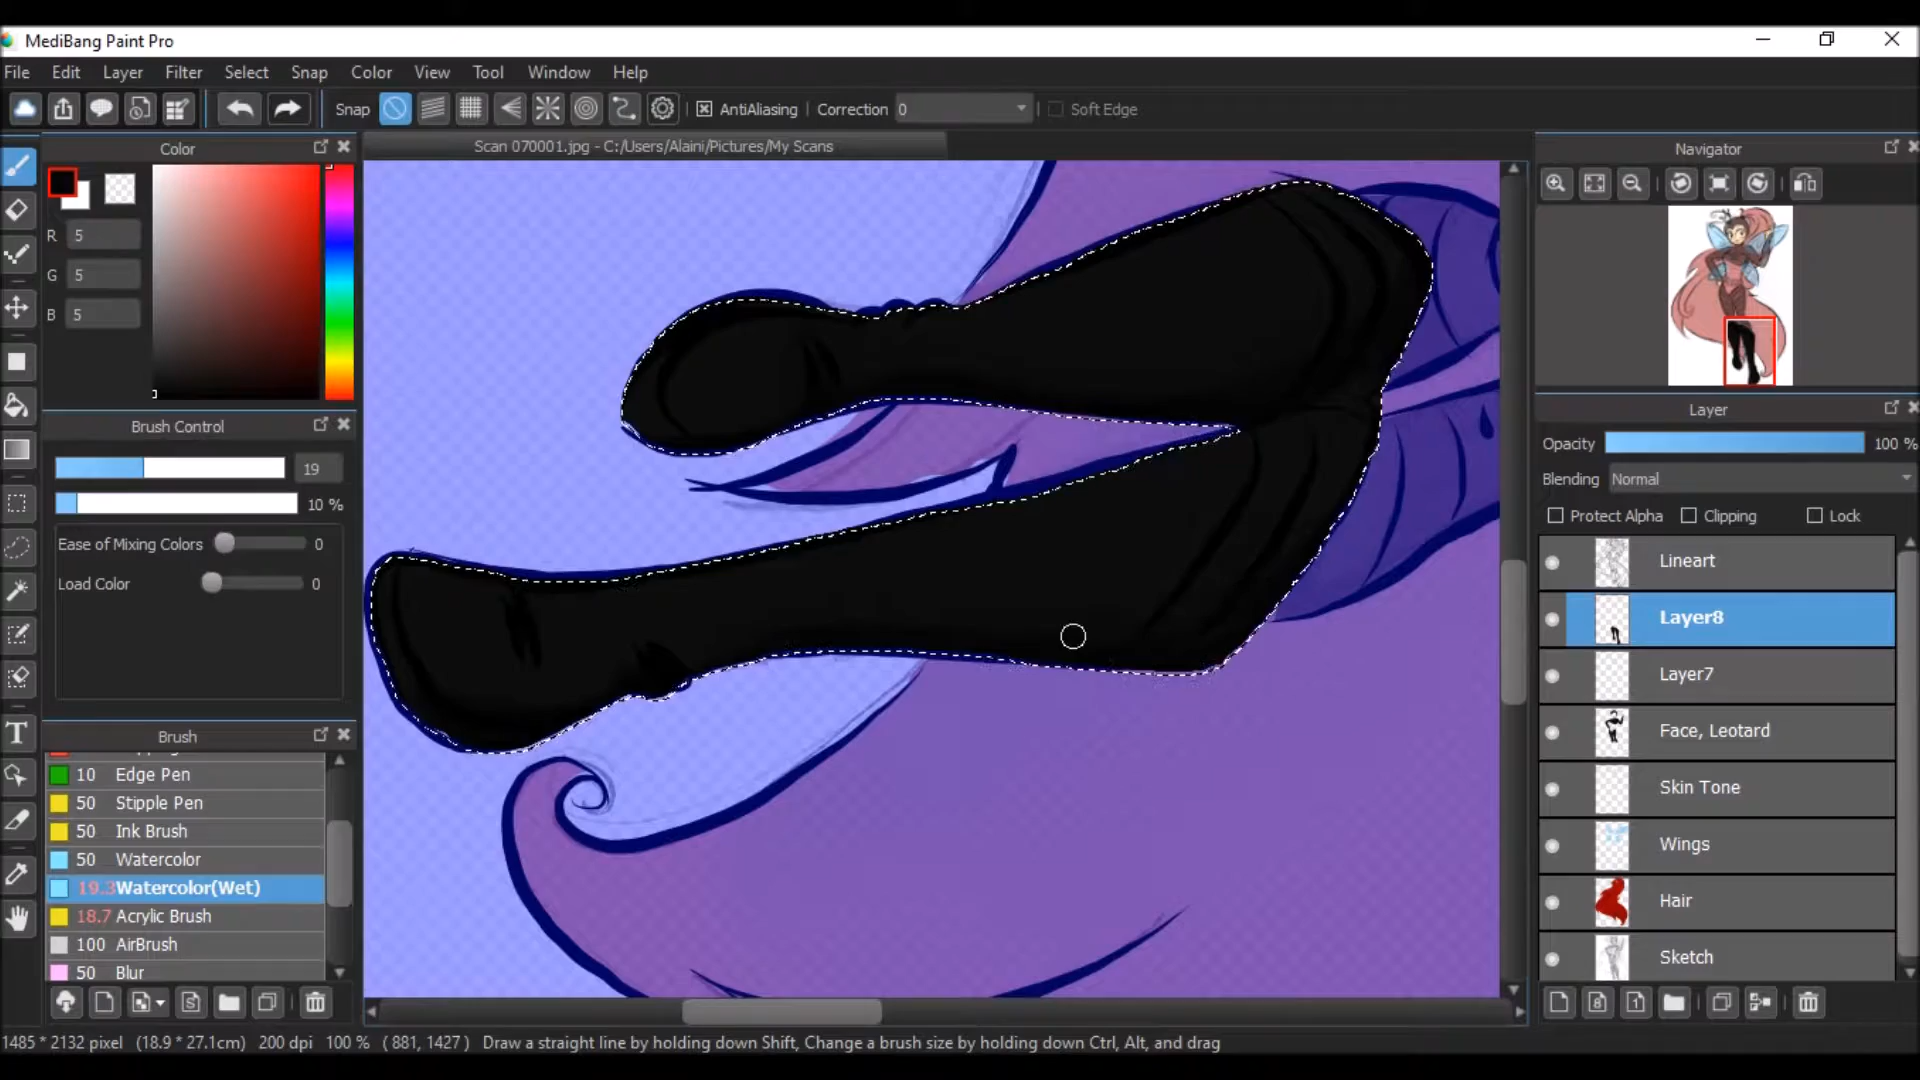 MediBang Paint Pro
File Edit Layer Filter Select Snap Color View Tool Window Help
Snap AntiAliasing Correction 0 Soft Edge
Color
Scan 070001.jpg - C:/Users/Alaini/Pictures/My Scans
Navigator
R 5
G 5
B 5
Brush Control
19
10 %
Ease of Mixing Colors 0
Load Color 0
Brush
10 Edge Pen
50 Stipple Pen
50 Ink Brush
50 Watercolor
19.3 Watercolor(Wet)
18.7 Acrylic Brush
100 AirBrush
50 Blur
Layer
Opacity 100 %
Blending Normal
Protect Alpha Clipping Lock
Lineart
Layer8
Layer7
Face, Leotard
Skin Tone
Wings
Hair
Sketch
T
S
8
1
1485 * 2132 pixel (18.9 * 27.1cm) 200 dpi 100 % ( 881, 1427 ) Draw a straight line by holding down Shift, Change a brush size by holding down Ctrl, Alt, and drag